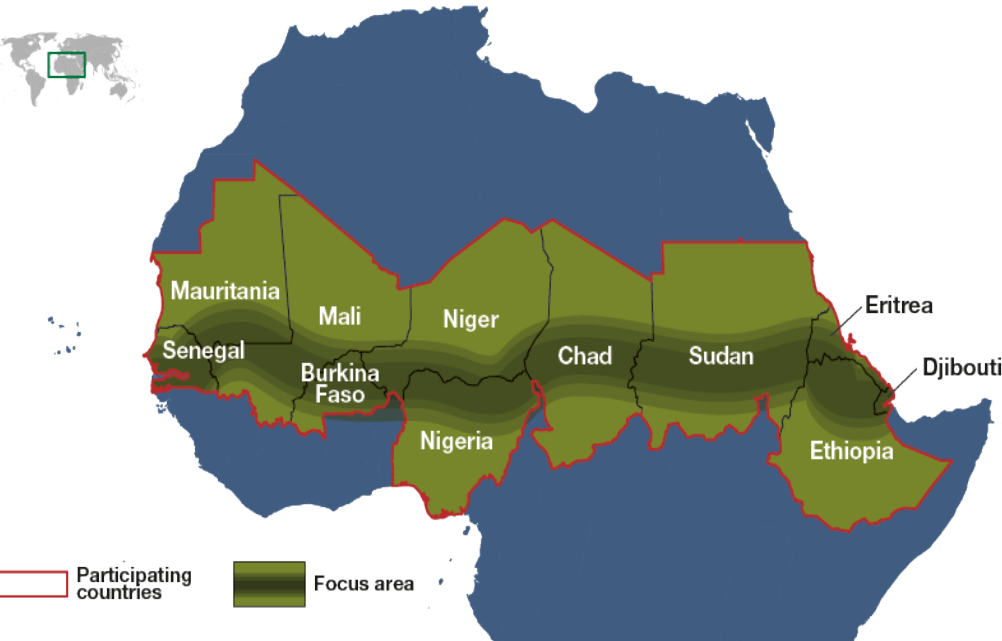 Eritrea
Mauritania
Mali
Niger
Senegal
Chad
Sudan
Djibouti
Burkina
Faso
Nigeria
Ethiopia
Participating
countries
Focus area